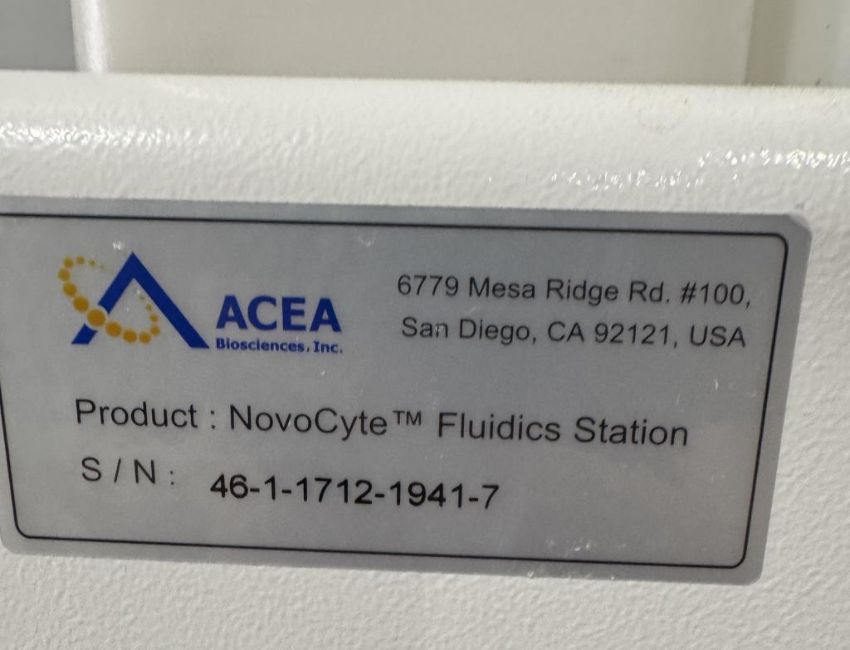 ACEA
Biosciences, Inc.
6779 Mesa Ridge Rd. #100,
San Diego, CA 92121, USA
Product : NovoCyte™ Fluidics Station
S / N : 46-1-1712-1941-7